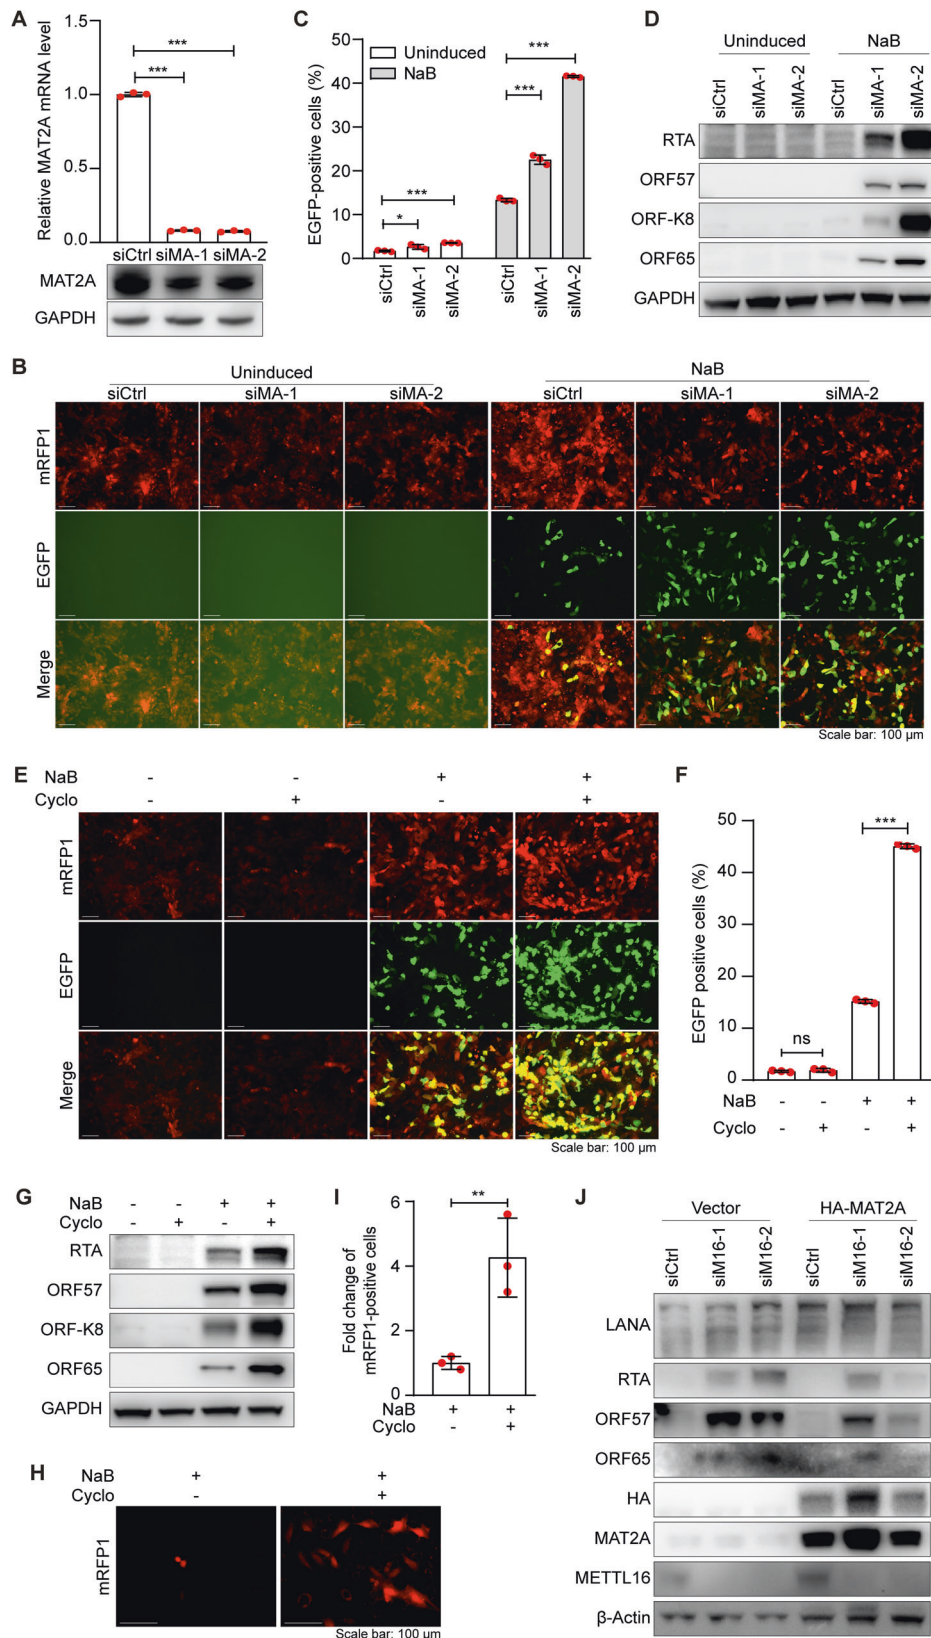 A
Relative MAT2A mRNA level
1.5
1.0
0.5
0.0
***
***
siCtrl siMA-1 siMA-2
MAT2A
GAPDH
C
EGFP-positive cells (%)
50
40
30
20
10
0
Uninduced
NaB
***
*
***
***
siCtrl
siMA-1
siMA-2
siCtrl
siMA-1
siMA-2
D
Uninduced NaB
siCtrl
siMA-1
siMA-2
siCtrl
siMA-1
siMA-2
RTA
ORF57
ORF-K8
ORF65
GAPDH
B
Uninduced NaB
siCtrl siMA-1 siMA-2 siCtrl siMA-1 siMA-2
mRFP1
EGFP
Merge
Scale bar: 100 µm
E
NaB - - + +
Cyclo - + - +
mRFP1
EGFP
Merge
Scale bar: 100 µm
F
EGFP positive cells (%)
50
40
30
20
10
0
ns
***
NaB - - + +
Cyclo - + - +
G
NaB - - + +
Cyclo - + - +
RTA
ORF57
ORF-K8
ORF65
GAPDH
H
NaB + +
Cyclo - +
mRFP1
Scale bar: 100 µm
I
Fold change of
mRFP1-positive cells
6
4
2
0
**
NaB + +
Cyclo - +
J
Vector HA-MAT2A
siCtrl
siM16-1
siM16-2
siCtrl
siM16-1
siM16-2
LANA
RTA
ORF57
ORF65
HA
MAT2A
METTL16
β-Actin